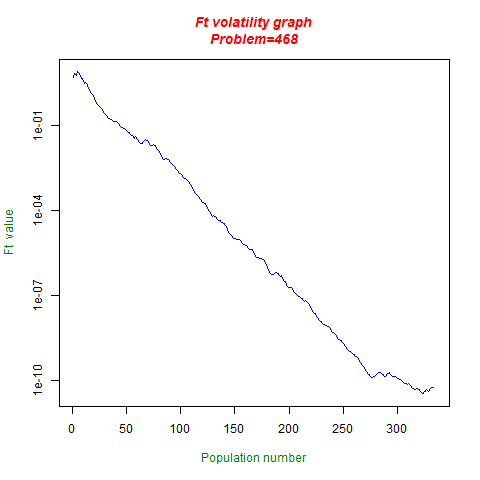 Ft volatility graph
Problem=468
Ft value
1e-01
1e-04
1e-07
1e-10
0 50 100 150 200 250 300
Population number